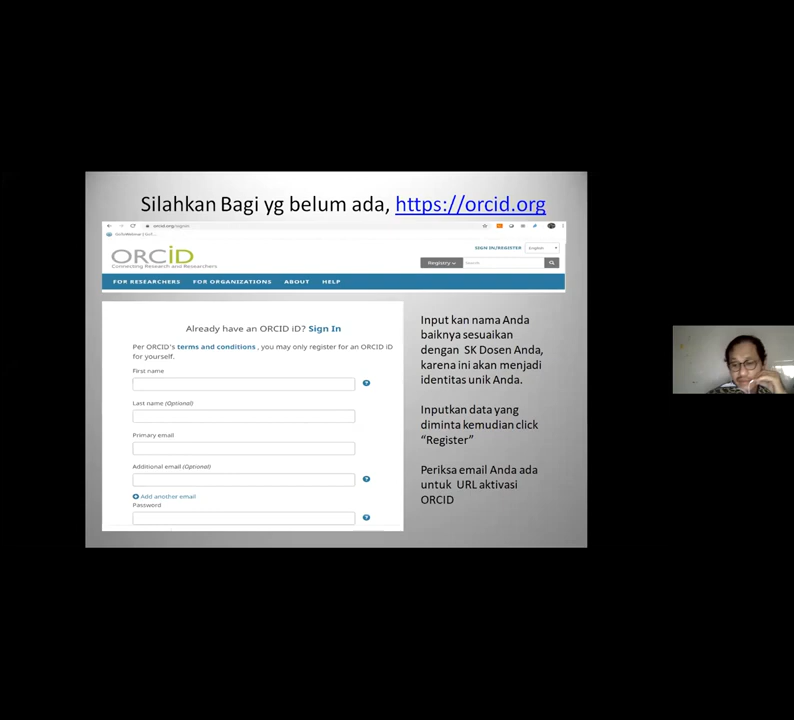 Silahkan Bagi yg belum ada, https://orcid.org
orcid.org/register
SIGN IN/REGISTER English
ORCID
Connecting Research and Researchers
Registry Search
FOR RESEARCHERS FOR ORGANIZATIONS ABOUT HELP
Already have an ORCID iD? Sign In
Per ORCID's terms and conditions , you may only register for an ORCID iD
for yourself.
First name
Last name (Optional)
Primary email
Additional email (Optional)
Add another email
Password
Input kan nama Anda
baiknya sesuaikan
dengan SK Dosen Anda,
karena ini akan menjadi
identitas unik Anda.
Inputkan data yang
diminta kemudian click
“Register”
Periksa email Anda ada
untuk URL aktivasi
ORCID